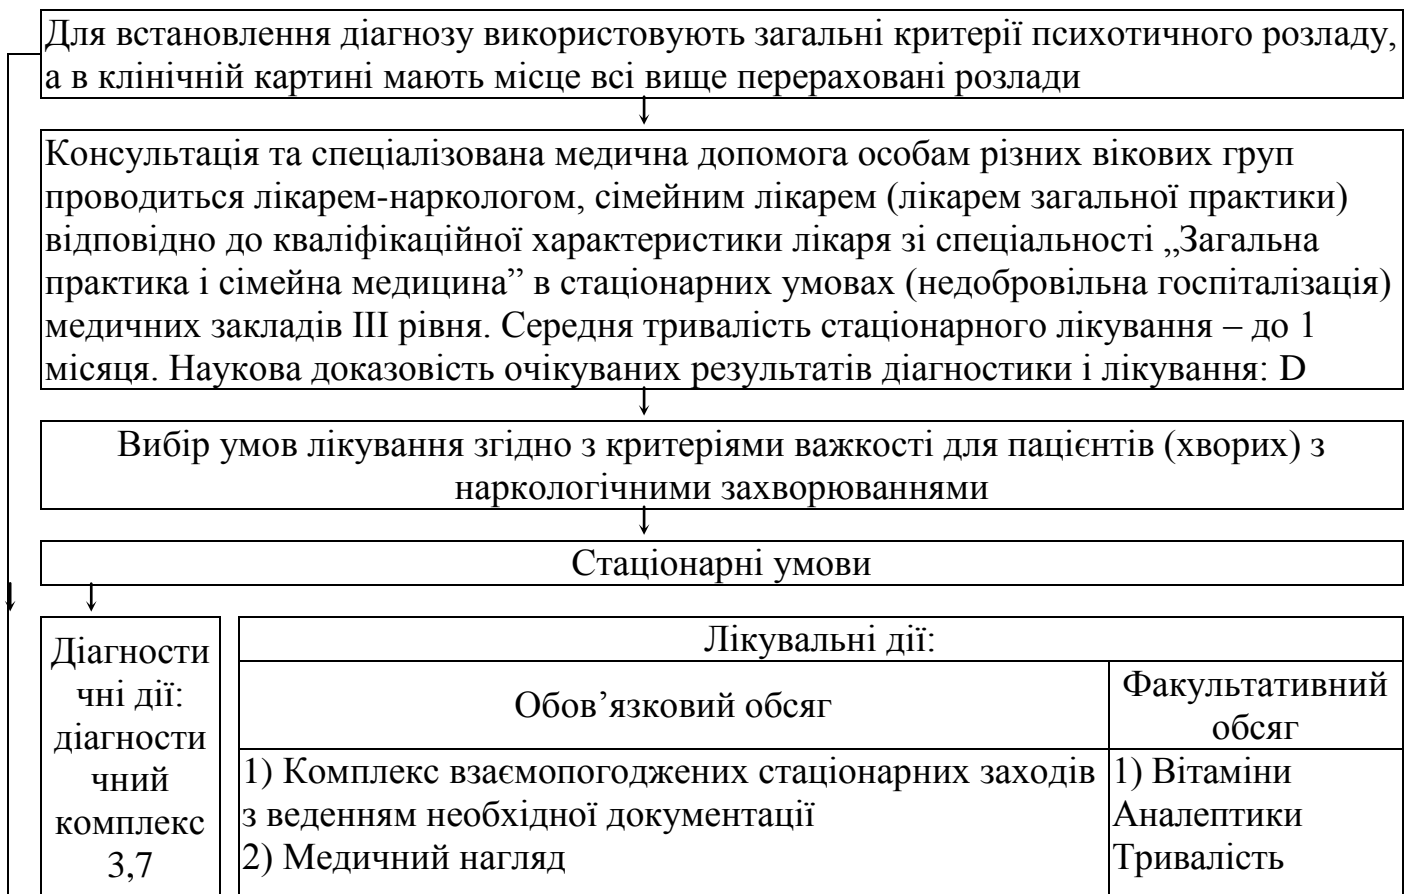 Для встановлення діагнозу використовують загальні критерії психотичного розладу,
а в клінічній картині мають місце всі вище перераховані розлади
Консультація та спеціалізована медична допомога особам різних вікових груп
проводиться лікарем-наркологом, сімейним лікарем (лікарем загальної практики)
відповідно до кваліфікаційної характеристики лікаря зі спеціальності „Загальна
практика і сімейна медицина” в стаціонарних умовах (недобровільна госпіталізація)
медичних закладів ІІІ рівня. Середня тривалість стаціонарного лікування – до 1
місяця. Наукова доказовість очікуваних результатів діагностики і лікування: D
Вибір умов лікування згідно з критеріями важкості для пацієнтів (хворих) з
наркологічними захворюваннями
Стаціонарні умови
Діагности
чні дії:
діагности
чний
комплекс
3,7
Лікувальні дії:
Обов’язковий обсяг
Факультативний
обсяг
1) Комплекс взаємопогоджених стаціонарних заходів
з веденням необхідної документації
2) Медичний нагляд
1) Вітаміни
Аналептики
Тривалість